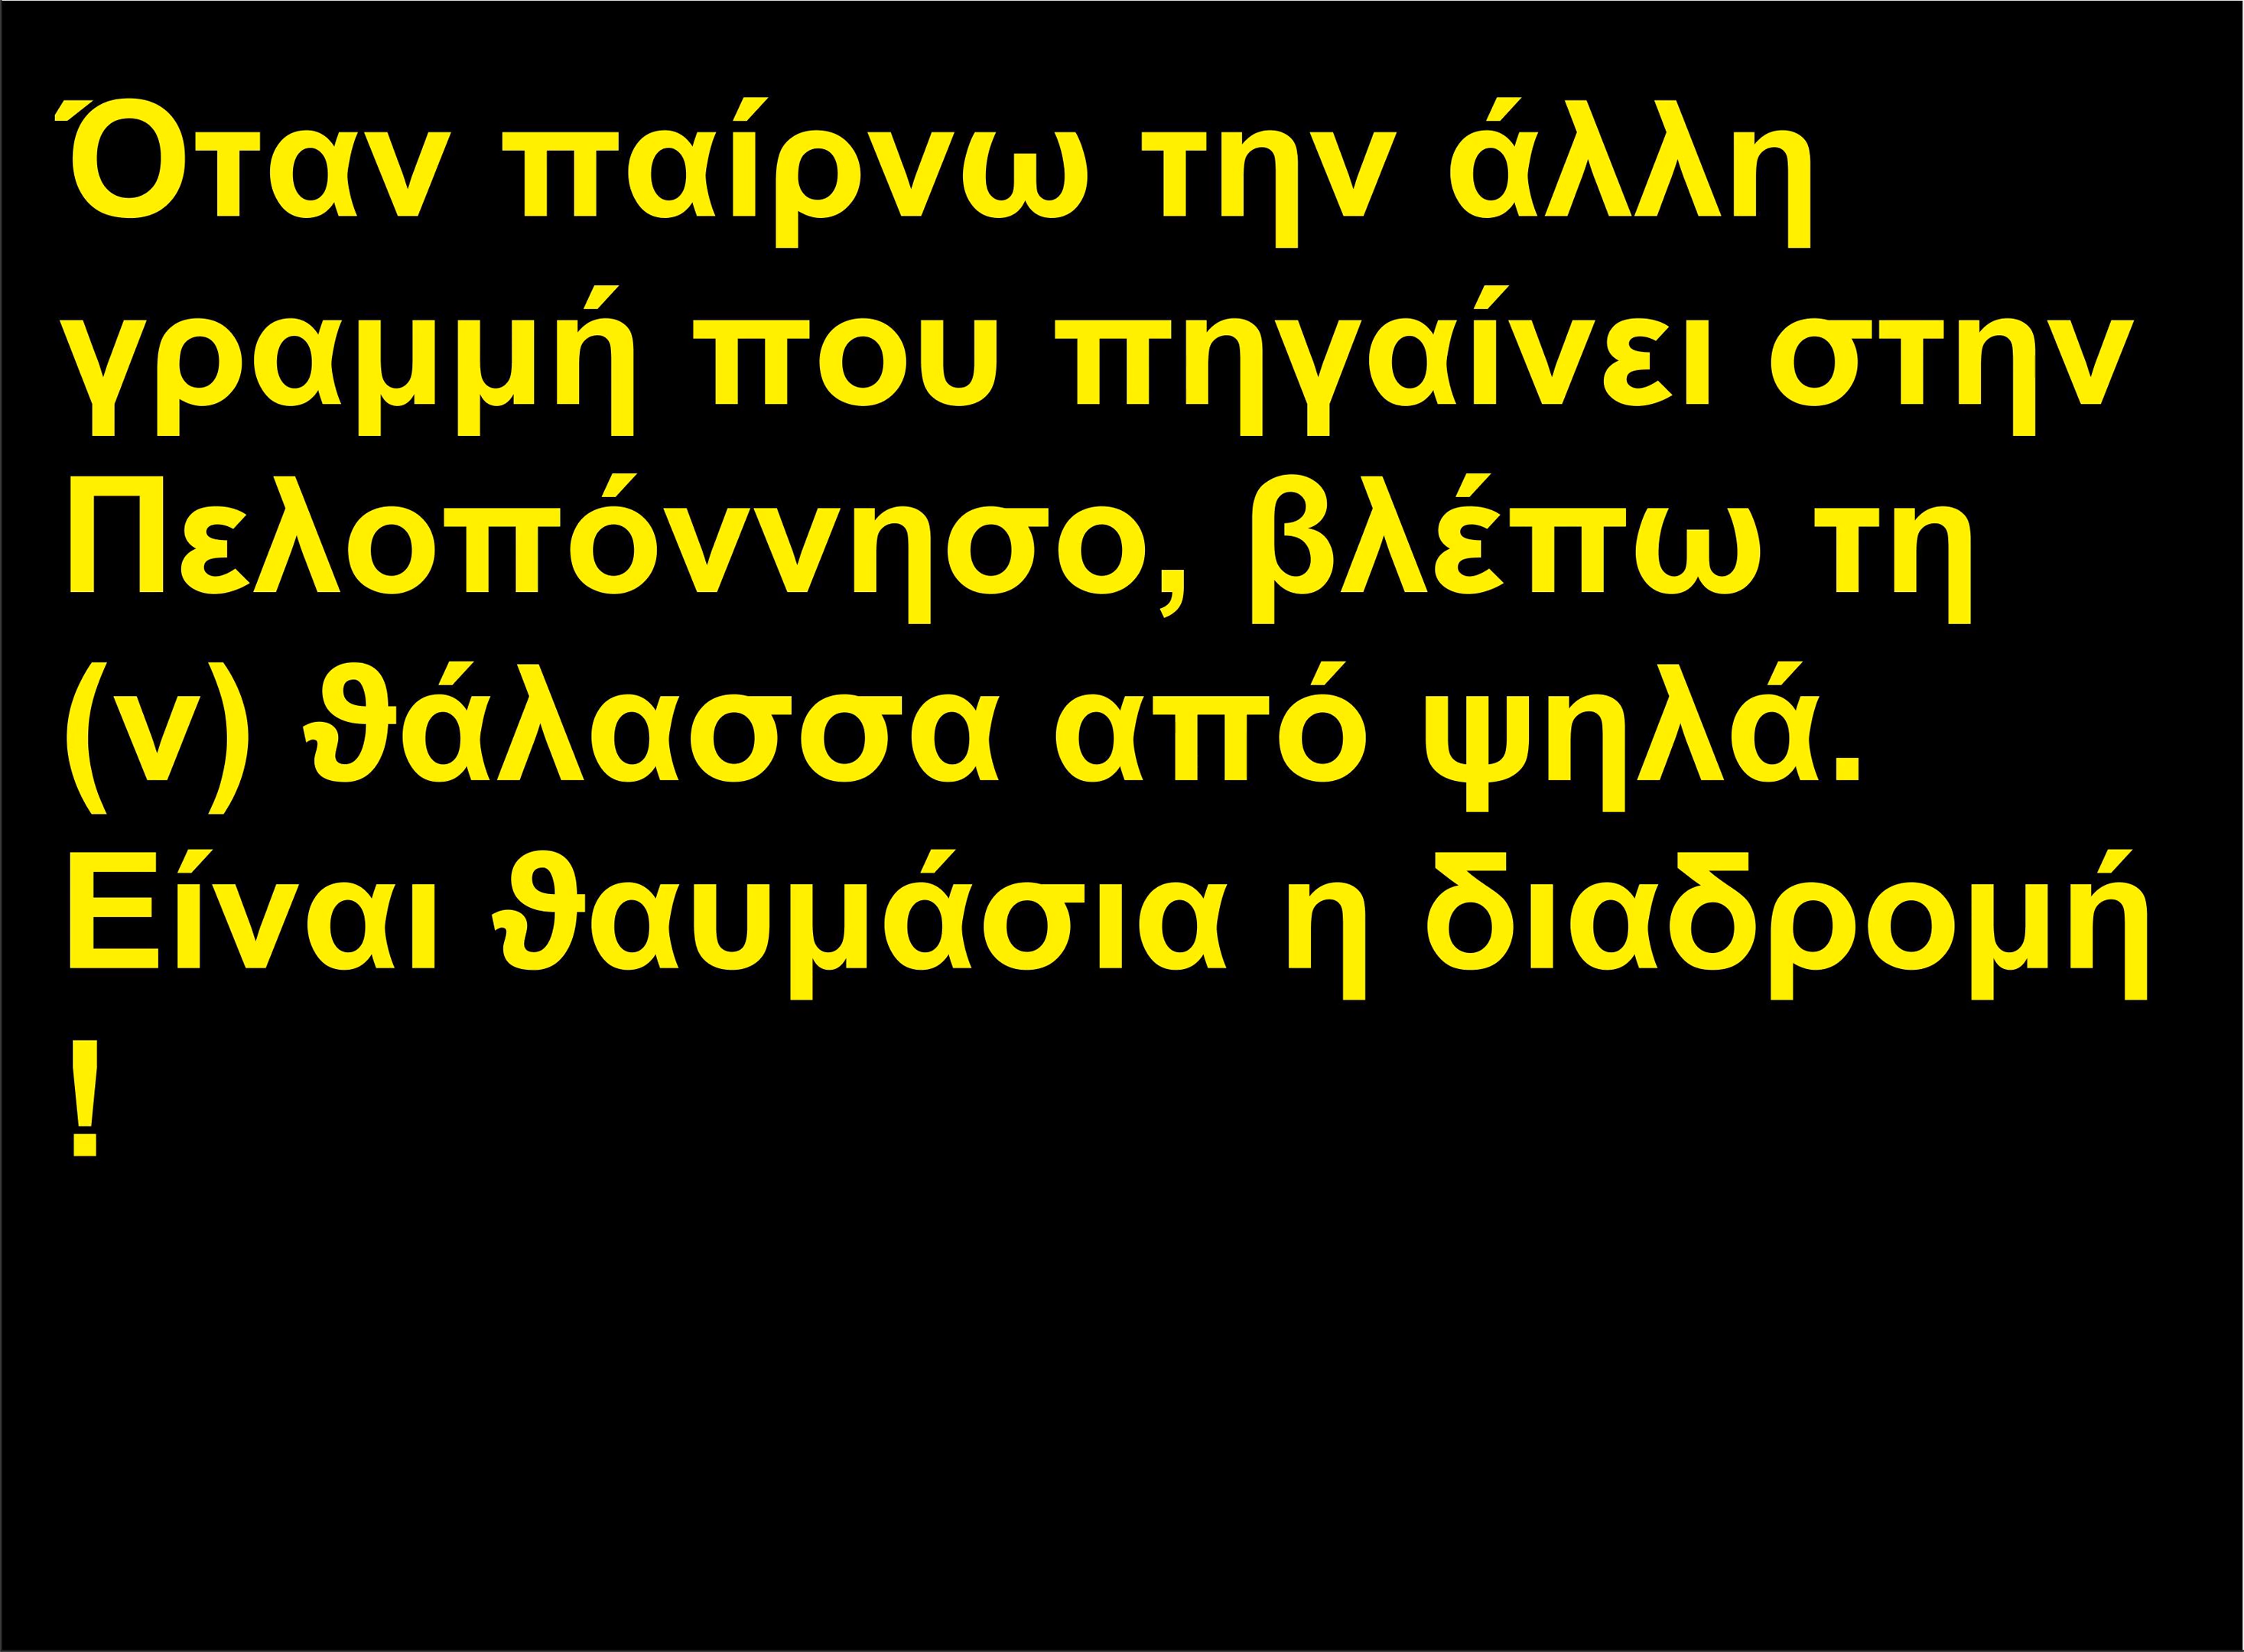 Όταν παίρνω την άλλη
γραμμή που πηγαίνει στην
Πελοπόννησο, βλέπω τη
(ν) ϑάλασσα από ψηλά.
Είναι ϑαυμάσια η διαδρομή
!